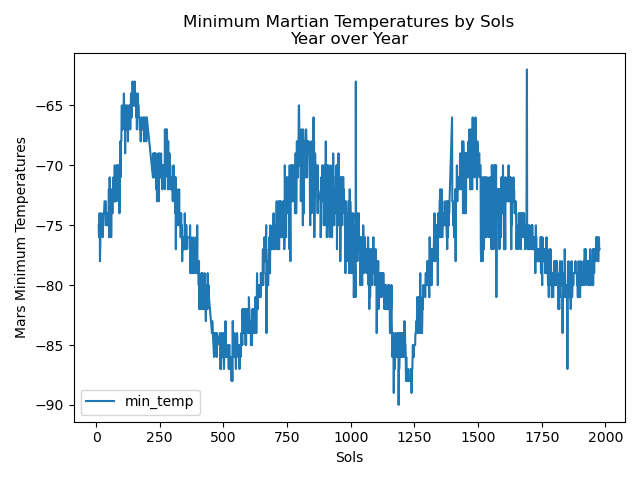 Minimum Martian Temperatures by Sols
Year over Year
Mars Minimum Temperatures
−65
−70
−75
−80
−85
−90
min_temp
0 250 500 750 1000 1250 1500 1750 2000
Sols